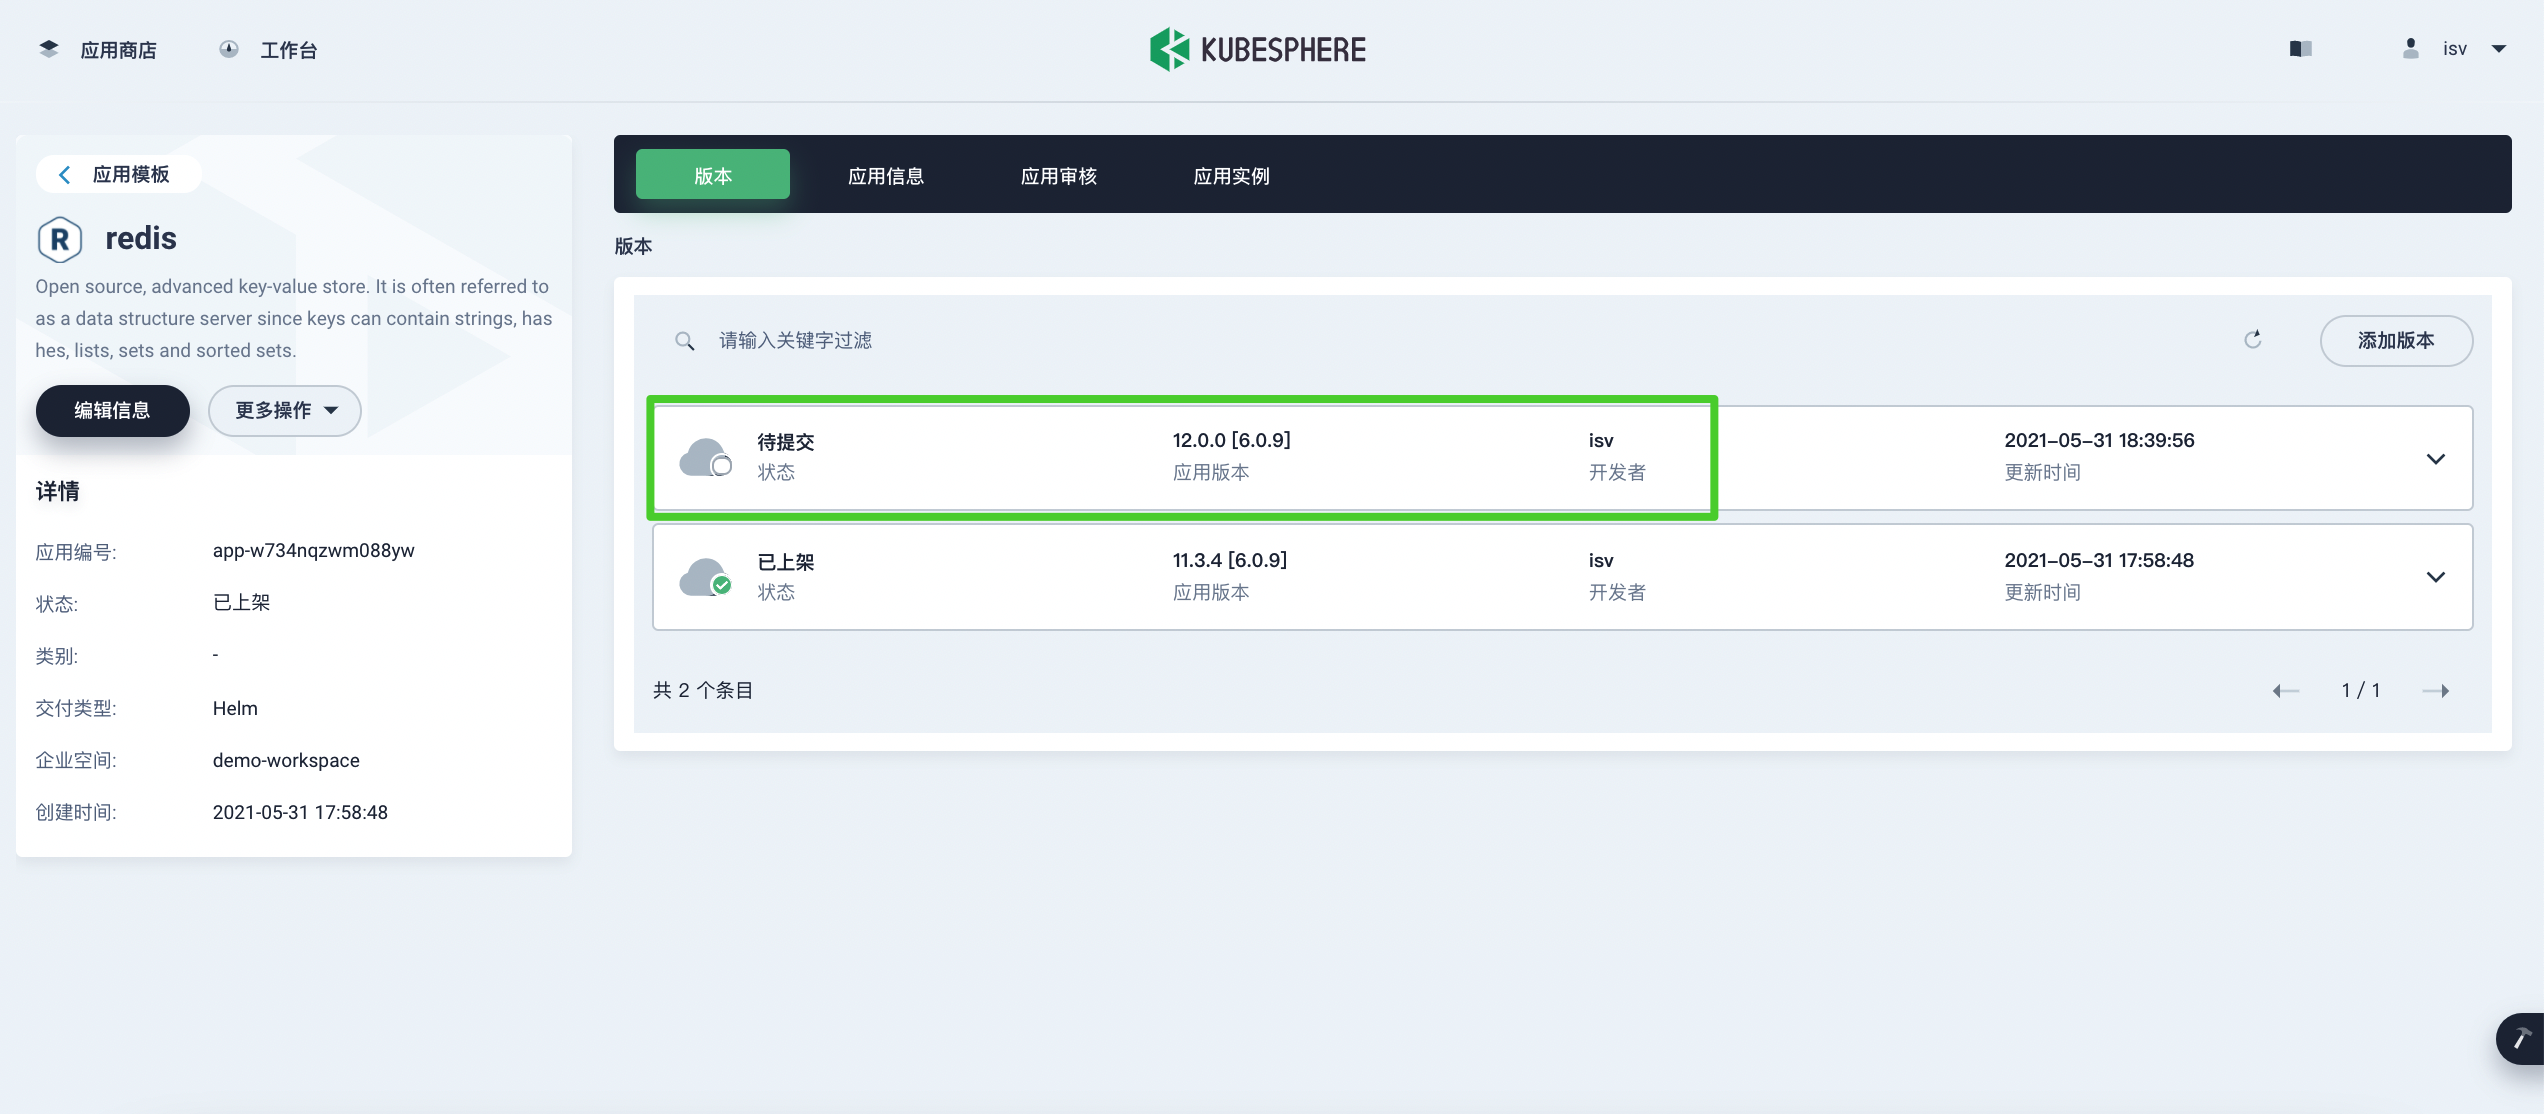 应用商店
工作台
KUBESPHERE
isv
应用模板
R redis
Open source, advanced key-value store. It is often referred to
as a data structure server since keys can contain strings, has
hes, lists, sets and sorted sets.
编辑信息
更多操作
详情
应用编号: app-w734nqzwm088yw
状态: 已上架
类别: -
交付类型: Helm
企业空间: demo-workspace
创建时间: 2021-05-31 17:58:48
版本
应用信息
应用审核
应用实例
版本
请输入关键字过滤
添加版本
待提交 12.0.0 [6.0.9] isv 2021-05-31 18:39:56
状态 应用版本 开发者 更新时间
已上架 11.3.4 [6.0.9] isv 2021-05-31 17:58:48
状态 应用版本 开发者 更新时间
共 2 个条目
1 / 1